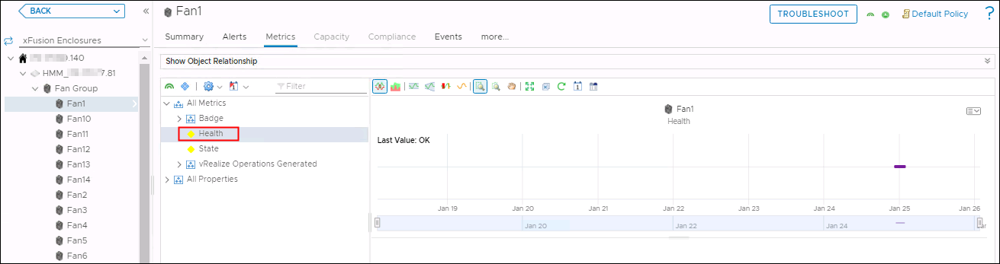 BACK
xFusion Enclosures
9.140
HMM_ 7.81
Fan Group
Fan1
Fan10
Fan11
Fan12
Fan13
Fan14
Fan2
Fan3
Fan4
Fan5
Fan6
Fan1
TROUBLESHOOT
Default Policy
?
Summary Alerts Metrics Capacity Compliance Events more...
Show Object Relationship
Filter
All Metrics
Badge
Health
State
vRealize Operations Generated
All Properties
Fan1
Health
Last Value: OK
Jan 19 Jan 20 Jan 21 Jan 22 Jan 23 Jan 24 Jan 25 Jan 26
Jan 20 Jan 22 Jan 24